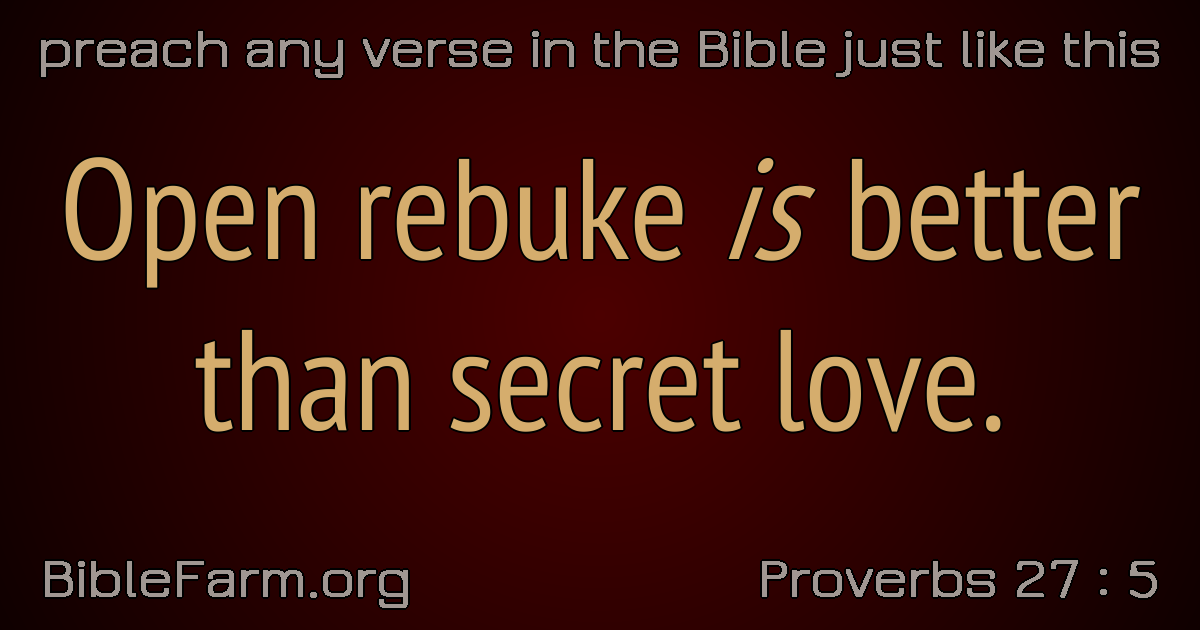 preach any verse in the Bible just like this
Open rebuke is better
than secret love.
BibleFarm.org
Proverbs 27 : 5